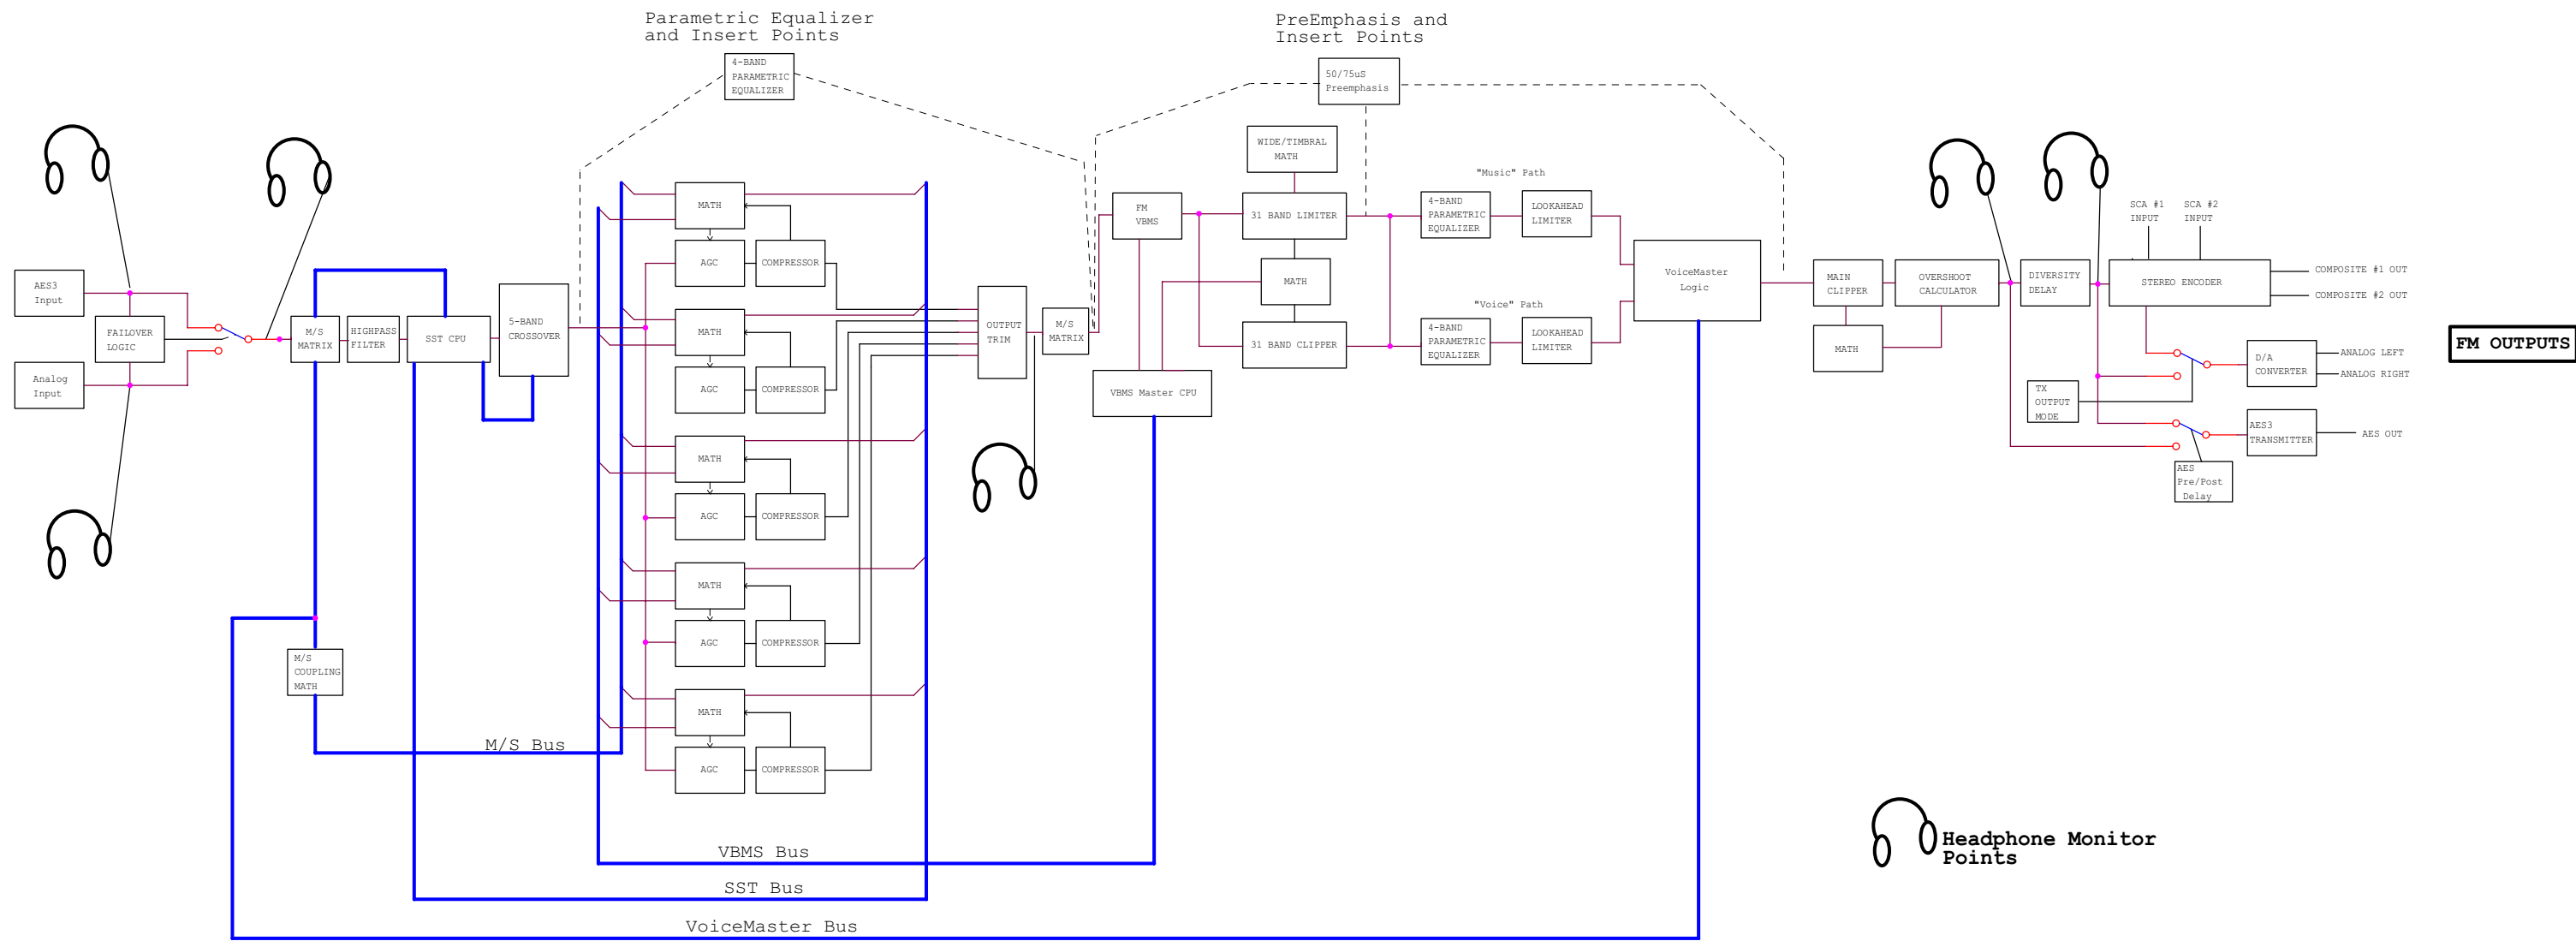 Parametric Equalizer
and Insert Points
4-BAND
PARAMETRIC
EQUALIZER
PreEmphasis and
Insert Points
50/75uS
Preemphasis
AES3
Input
FAILOVER
LOGIC
Analog
Input
M/S
MATRIX
HIGHPASS
FILTER
SST CPU
5-BAND
CROSSOVER
MATH
AGC
COMPRESSOR
MATH
AGC
COMPRESSOR
MATH
AGC
COMPRESSOR
MATH
AGC
COMPRESSOR
MATH
AGC
COMPRESSOR
M/S
COUPLING
MATH
M/S Bus
VBMS Bus
SST Bus
VoiceMaster Bus
OUTPUT
TRIM
M/S
MATRIX
FM
VBMS
VBMS Master CPU
WIDE/TIMBRAL
MATH
31 BAND LIMITER
MATH
31 BAND CLIPPER
"Music" Path
4-BAND
PARAMETRIC
EQUALIZER
LOOKAHEAD
LIMITER
"Voice" Path
4-BAND
PARAMETRIC
EQUALIZER
LOOKAHEAD
LIMITER
VoiceMaster
Logic
MAIN
CLIPPER
MATH
OVERSHOOT
CALCULATOR
DIVERSITY
DELAY
SCA #1
INPUT
SCA #2
INPUT
STEREO ENCODER
COMPOSITE #1 OUT
COMPOSITE #2 OUT
TX
OUTPUT
MODE
D/A
CONVERTER
ANALOG LEFT
ANALOG RIGHT
AES
Pre/Post
Delay
AES3
TRANSMITTER
AES OUT
FM OUTPUTS
Headphone Monitor
Points